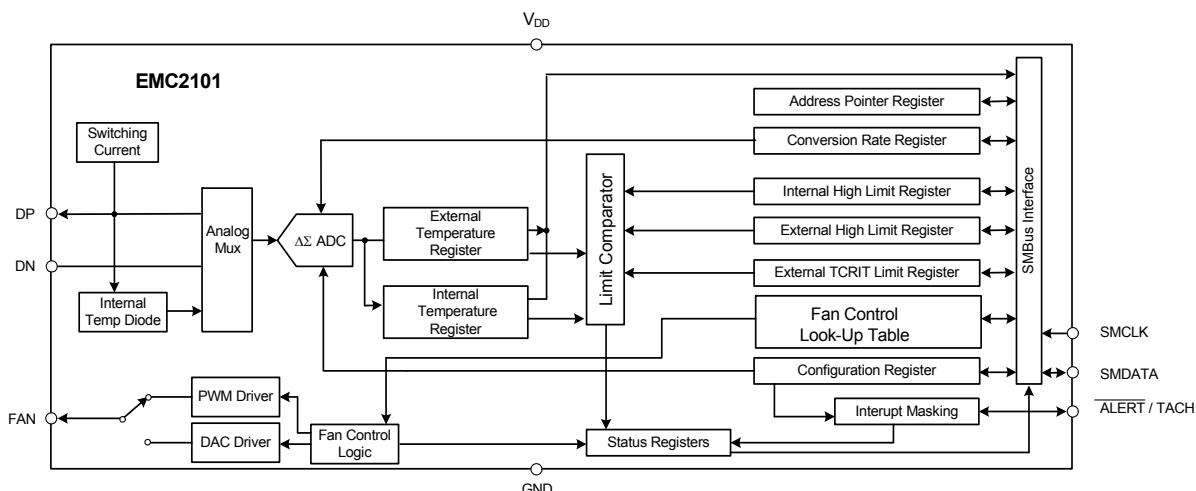 V_DD
EMC2101
Switching
Current
DP
DN
Analog
Mux
Internal
Temp Diode
ΔΣ ADC
External
Temperature
Register
Internal
Temperature
Register
Limit Comparator
Address Pointer Register
Conversion Rate Register
Internal High Limit Register
External High Limit Register
External TCRIT Limit Register
Fan Control
Look-Up Table
Configuration Register
Interupt Masking
SMBus Interface
SMCLK
SMDATA
ALERT / TACH
FAN
PWM Driver
DAC Driver
Fan Control
Logic
Status Registers
GND